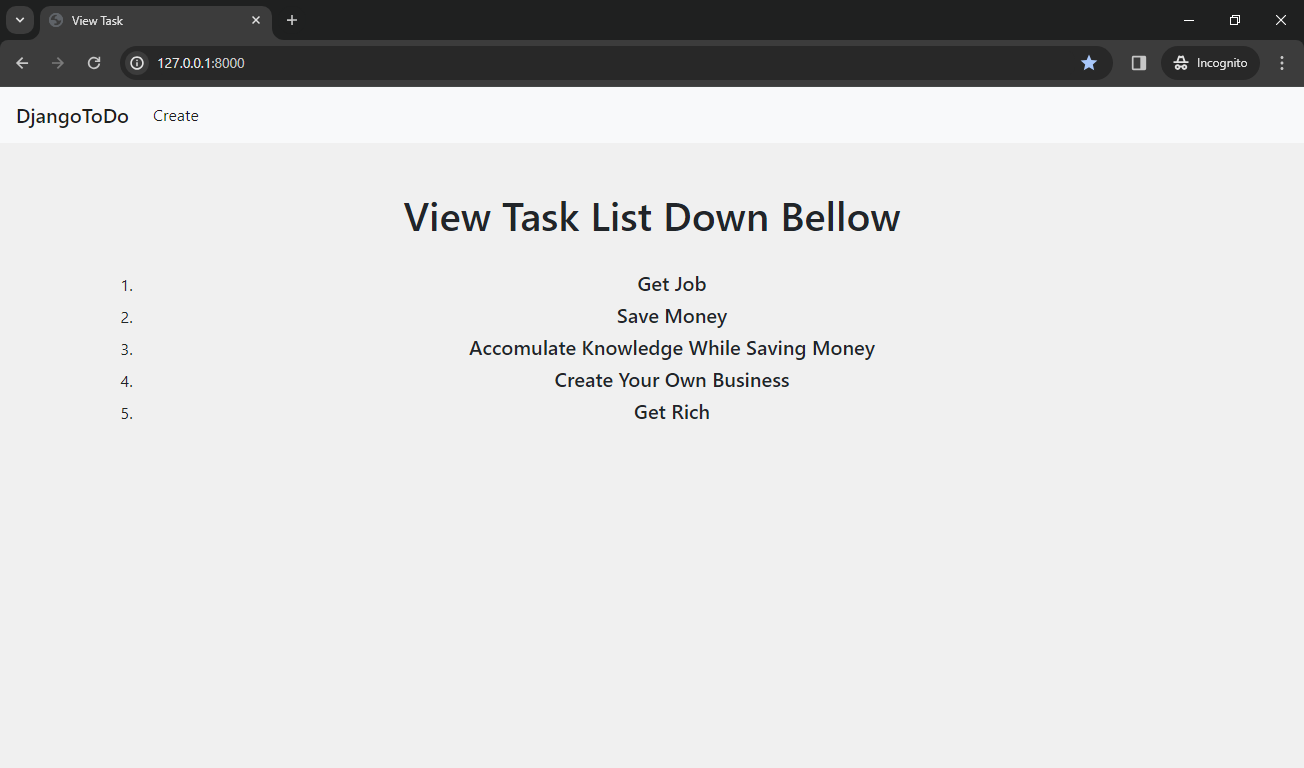 View Task
127.0.0.1:8000
Incognito
DjangoToDo Create
View Task List Down Bellow
1. Get Job
2. Save Money
3. Accomulate Knowledge While Saving Money
4. Create Your Own Business
5. Get Rich